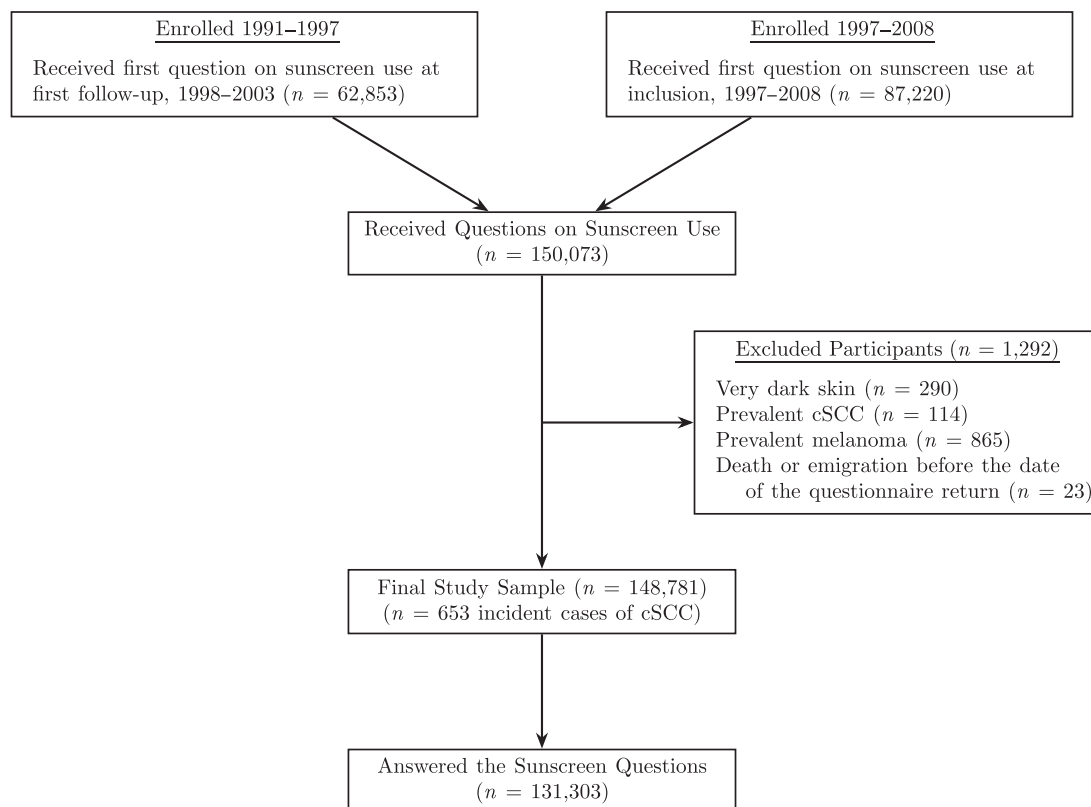 Enrolled 1991–1997
Received first question on sunscreen use at
first follow-up, 1998–2003 (n = 62,853)
Enrolled 1997–2008
Received first question on sunscreen use at
inclusion, 1997–2008 (n = 87,220)
Received Questions on Sunscreen Use
(n = 150,073)
Excluded Participants (n = 1,292)
Very dark skin (n = 290)
Prevalent cSCC (n = 114)
Prevalent melanoma (n = 865)
Death or emigration before the date
of the questionnaire return (n = 23)
Final Study Sample (n = 148,781)
(n = 653 incident cases of cSCC)
Answered the Sunscreen Questions
(n = 131,303)